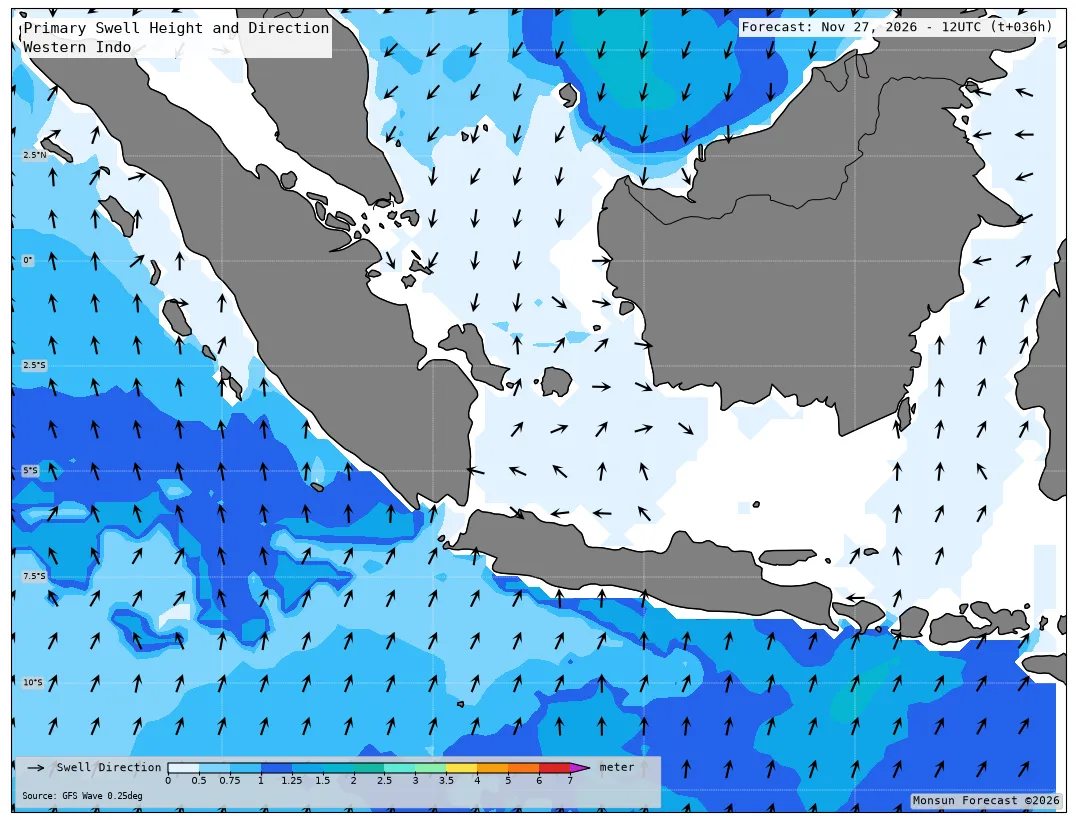 Primary Swell Height and Direction
Western Indo
Forecast: Nov 27, 2026 - 12UTC (t+036h)
2.5°N
0°
2.5°S
5°S
7.5°S
10°S
Swell Direction
meter
0 0.5 0.75 1 1.25 1.5 2 2.5 3 4 5 6 7
Source: GFS Wave 0.25deg
Monsun Forecast ©2026